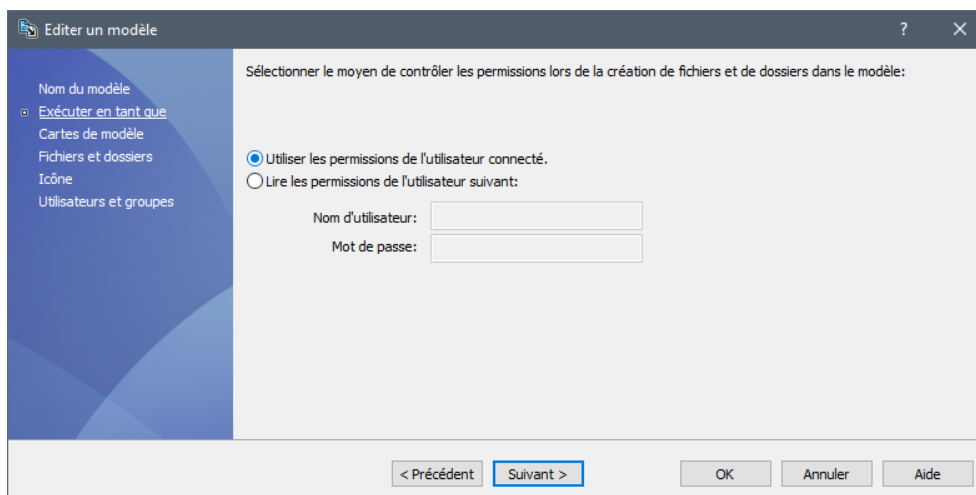 Editer un modèle
?
Nom du modèle
Exécuter en tant que
Cartes de modèle
Fichiers et dossiers
Icône
Utilisateurs et groupes
Sélectionner le moyen de contrôler les permissions lors de la création de fichiers et de dossiers dans le modèle:
Utiliser les permissions de l'utilisateur connecté.
Lire les permissions de l'utilisateur suivant:
Nom d'utilisateur:
Mot de passe:
< Précédent
Suivant >
OK
Annuler
Aide